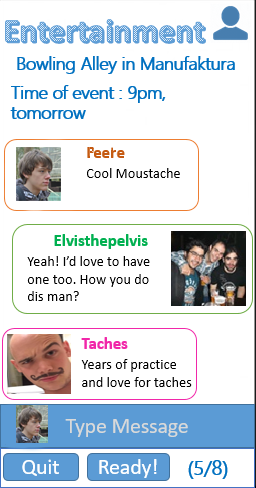 Entertainment
Bowling Alley in Manufaktura
Time of event : 9pm,
tomorrow
Feere
Cool Moustache
Elvisthepelvis
Yeah! I'd love to have
one too. How you do
dis man?
Taches
Years of practice
and love for taches
Type Message
Quit
Ready!
(5/8)